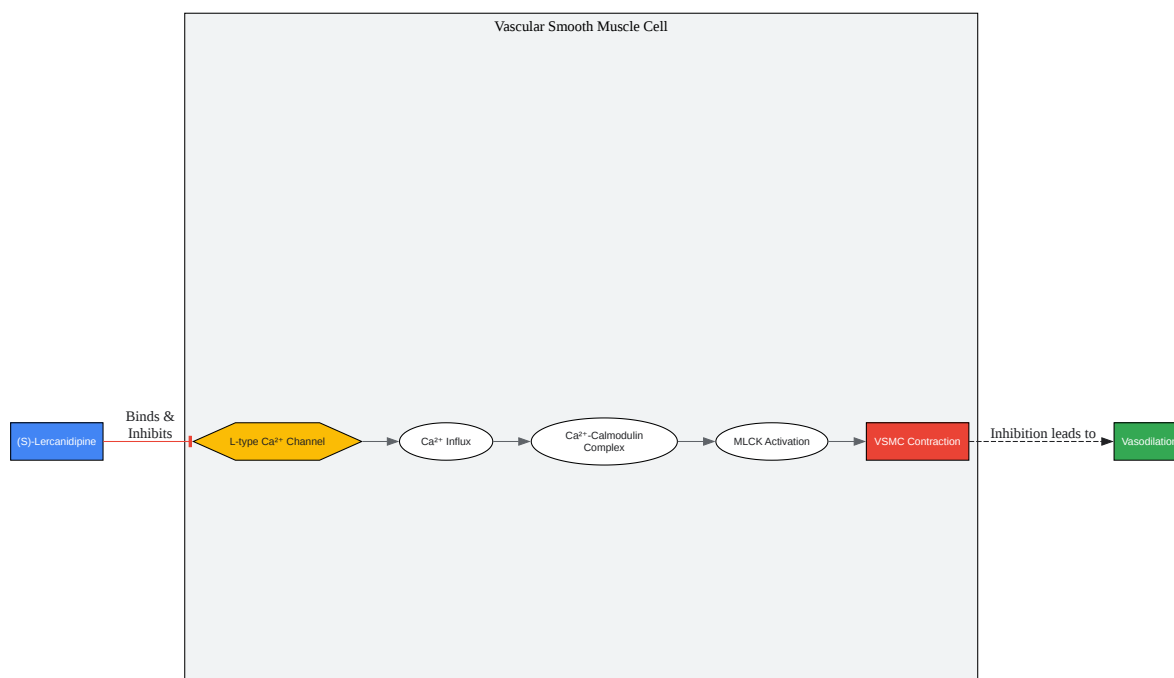 Vascular Smooth Muscle Cell
Binds &
Inhibits
(S)-Lercanidipine
L-type Ca²⁺ Channel
Ca²⁺ Influx
Ca²⁺-Calmodulin
Complex
MLCK Activation
VSMC Contraction
Inhibition leads to
Vasodilation